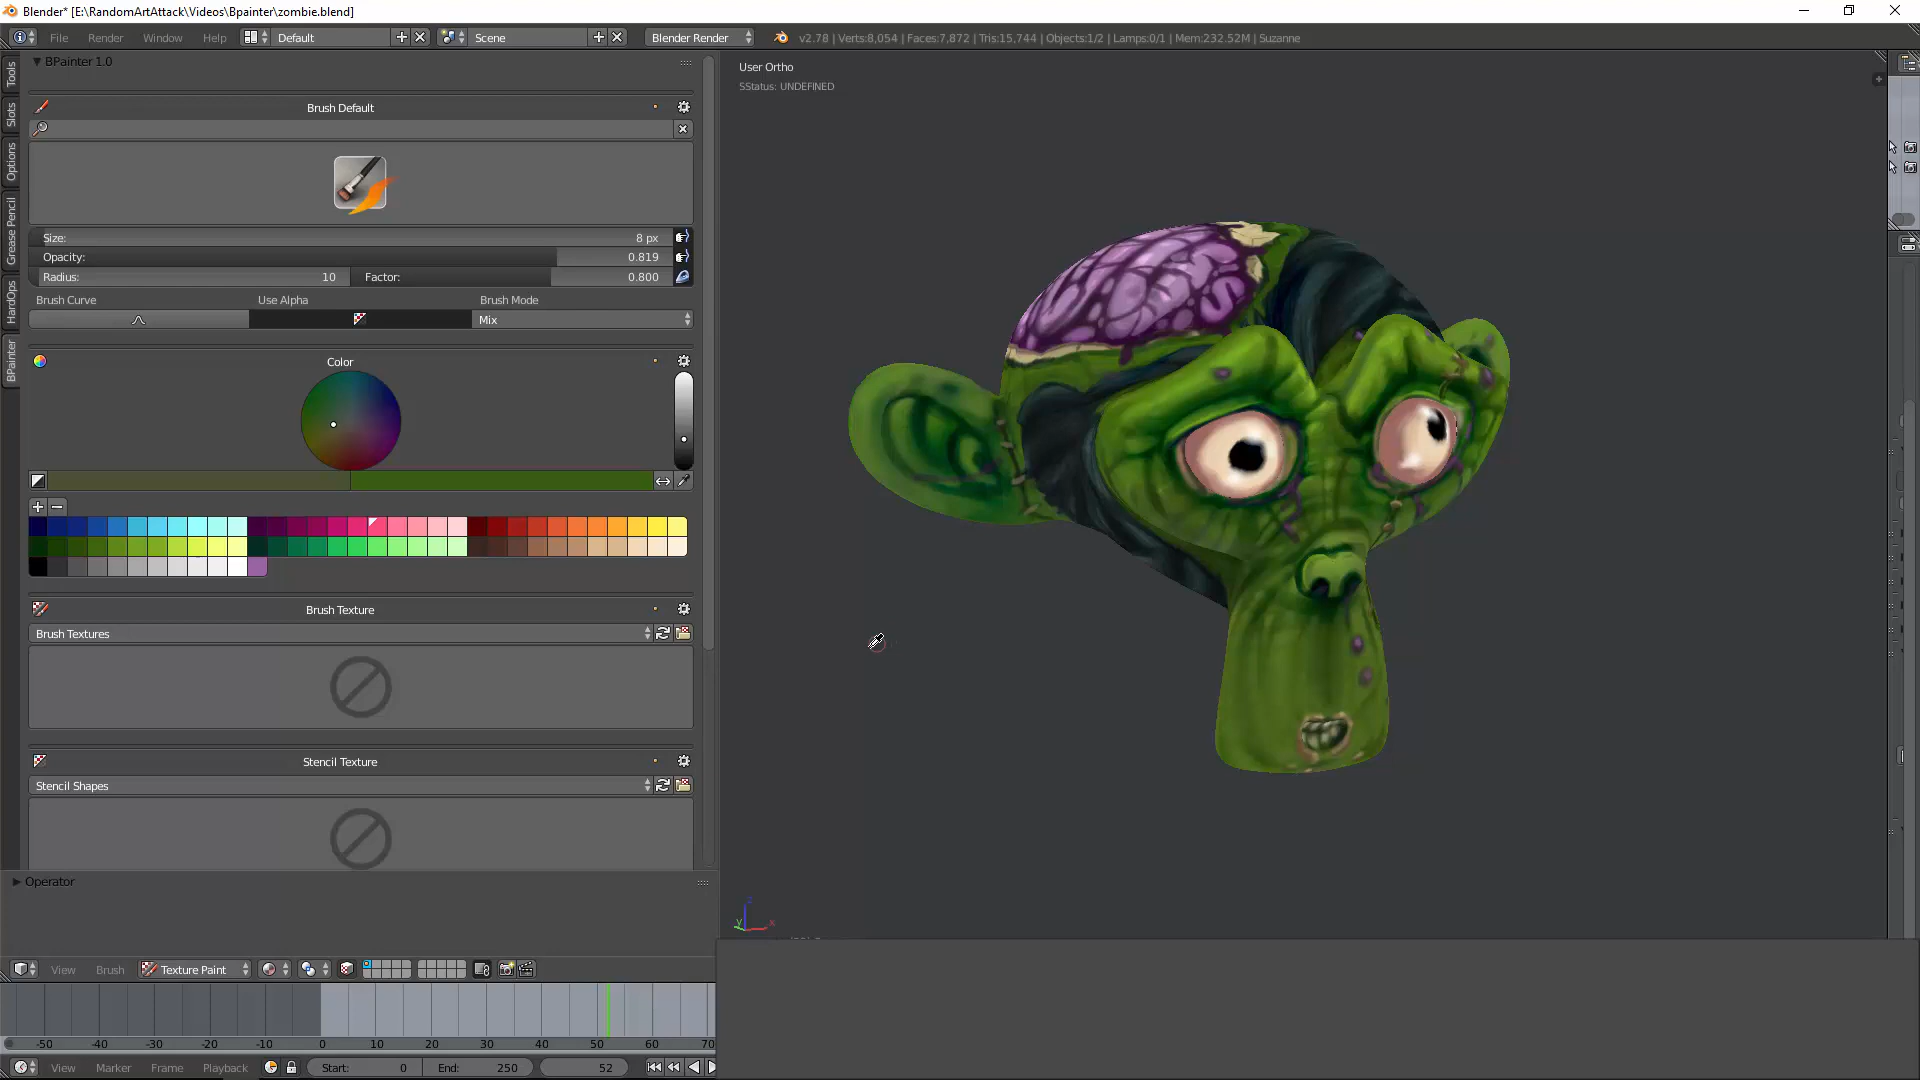 Blender* [E:\RandomArtAttack\Videos\Bpainter\zombie.blend]
File Render Window Help Default Scene Blender Render v2.78 | Verts:8,054 | Faces:7,872 | Tris:15,744 | Objects:1/2 | Lamps:0/1 | Mem:232.52M | Suzanne
Tools
Slots
Options
Grease Pencil
HardOps
BPainter
BPainter 1.0
Brush Default
Size: 8 px
Opacity: 0.819
Radius: 10 Factor: 0.800
Brush Curve Use Alpha Brush Mode
Mix
Color
Brush Texture
Brush Textures
Stencil Texture
Stencil Shapes
Operator
User Ortho
SStatus: UNDEFINED
z
y x
View Brush Texture Paint
-50 -40 -30 -20 -10 0 10 20 30 40 50 60 70
View Marker Frame Playback Start: 0 End: 250 52